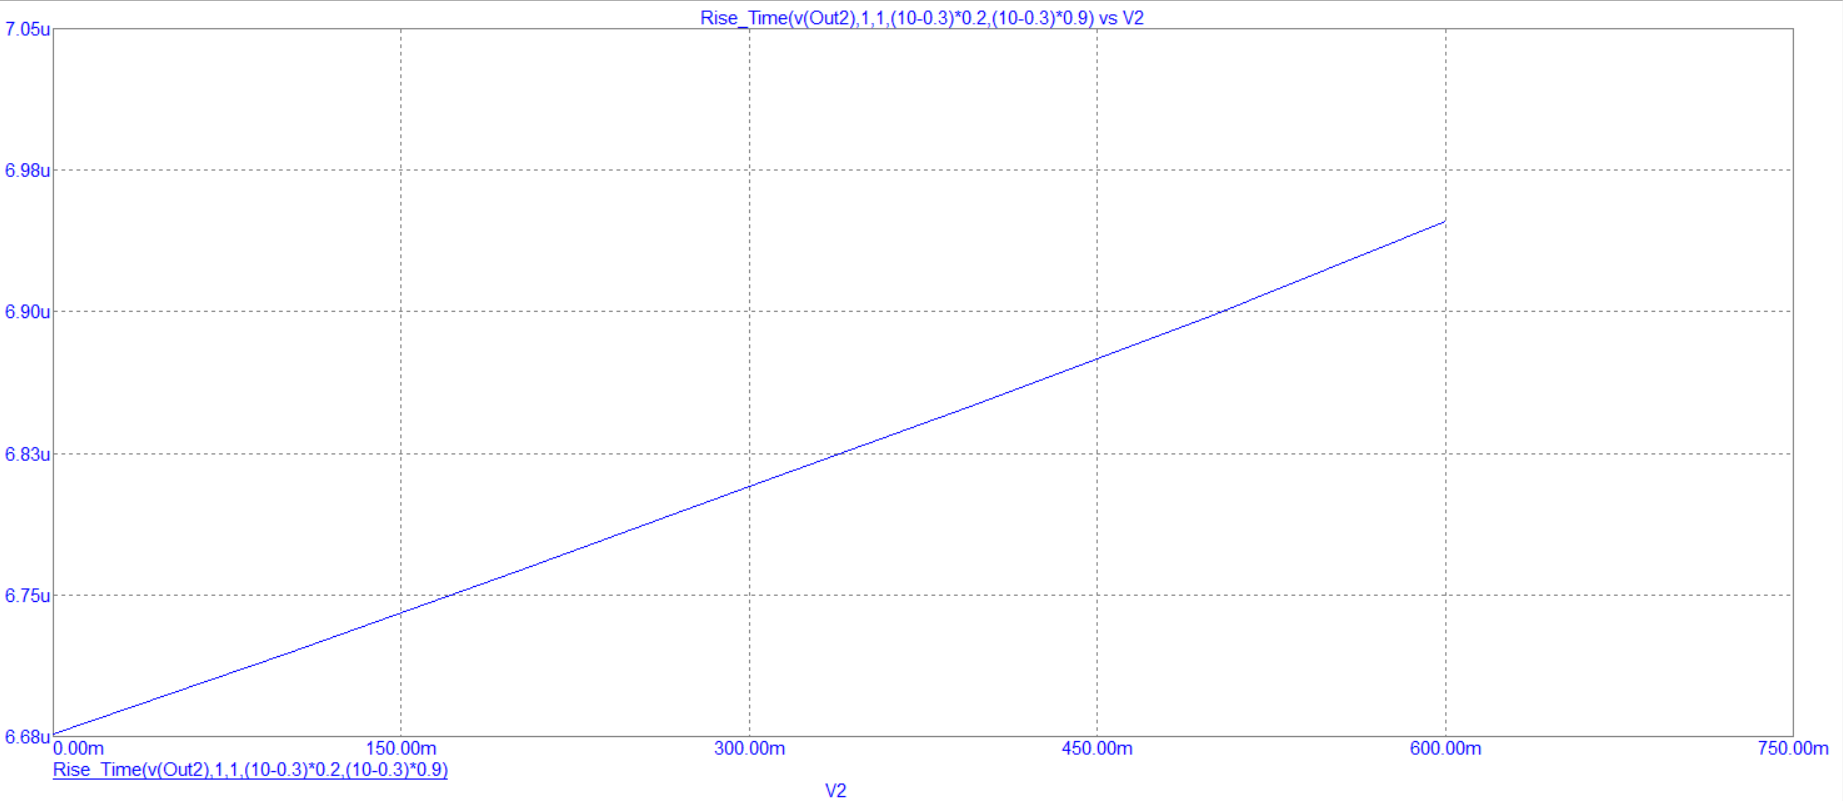 Rise_Time(v(Out2),1,1,(10-0.3)*0.2,(10-0.3)*0.9) vs V2
7.05u
6.98u
6.90u
6.83u
6.75u
6.68u
0.00m 150.00m 300.00m 450.00m 600.00m 750.00m
Rise_Time(v(Out2),1,1,(10-0.3)*0.2,(10-0.3)*0.9)
V2